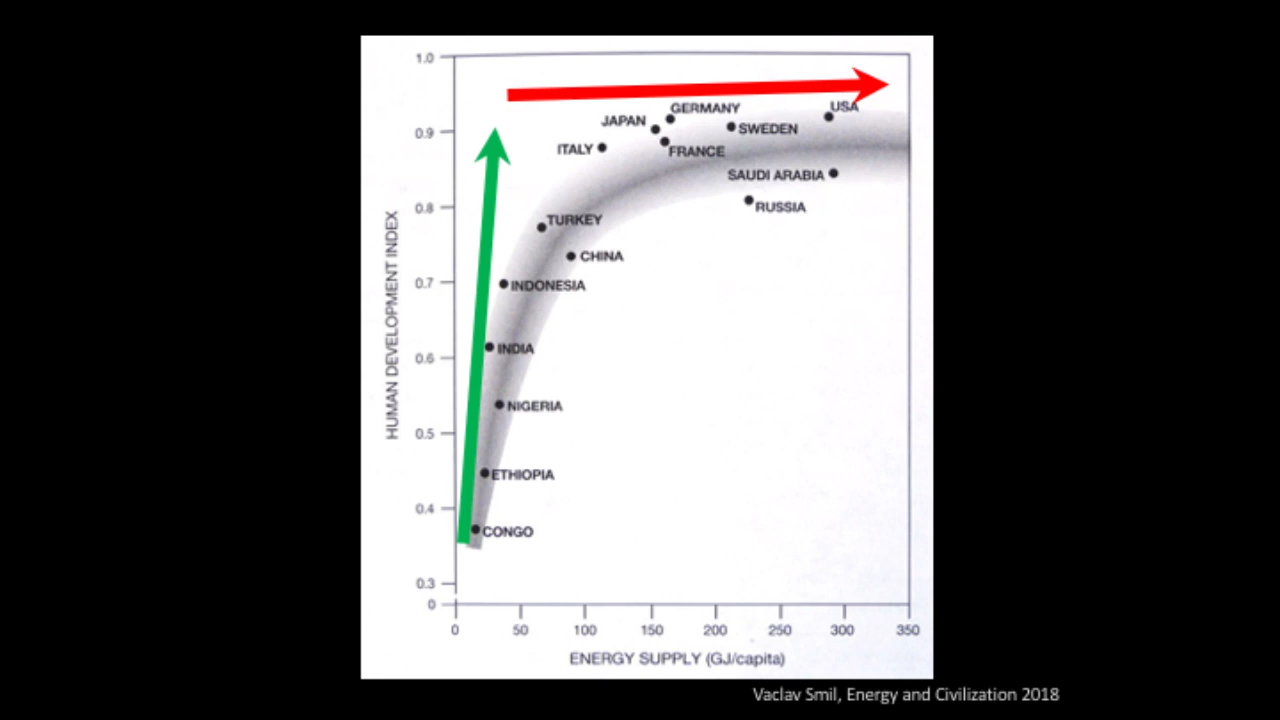 1.0
0.9
0.8
0.7
0.6
0.5
0.4
0.3
0
HUMAN DEVELOPMENT INDEX
GERMANY
USA
JAPAN
SWEDEN
ITALY
FRANCE
SAUDI ARABIA
RUSSIA
TURKEY
CHINA
INDONESIA
INDIA
NIGERIA
ETHIOPIA
CONGO
0 50 100 150 200 250 300 350
ENERGY SUPPLY (GJ/capita)
Vaclav Smil, Energy and Civilization 2018